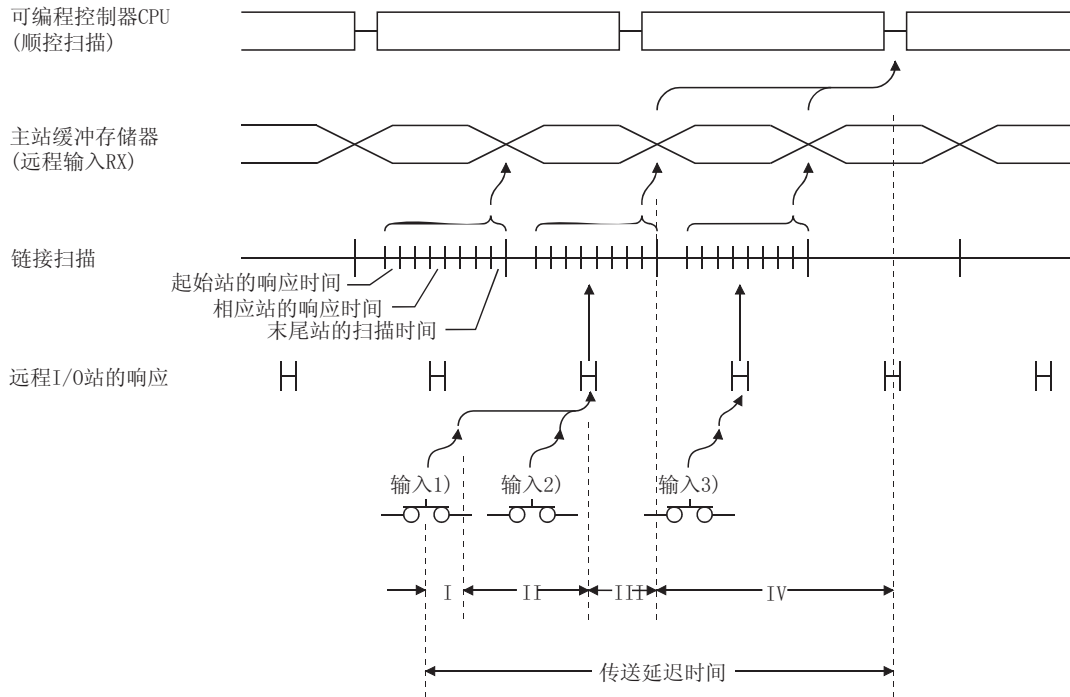 可编程控制器CPU
(顺控扫描)
主站缓冲存储器
(远程输入RX)
链接扫描
起始站的响应时间
相应站的响应时间
末尾站的扫描时间
远程I/O站的响应
输入1)
输入2)
输入3)
I
II
III
IV
传送延迟时间